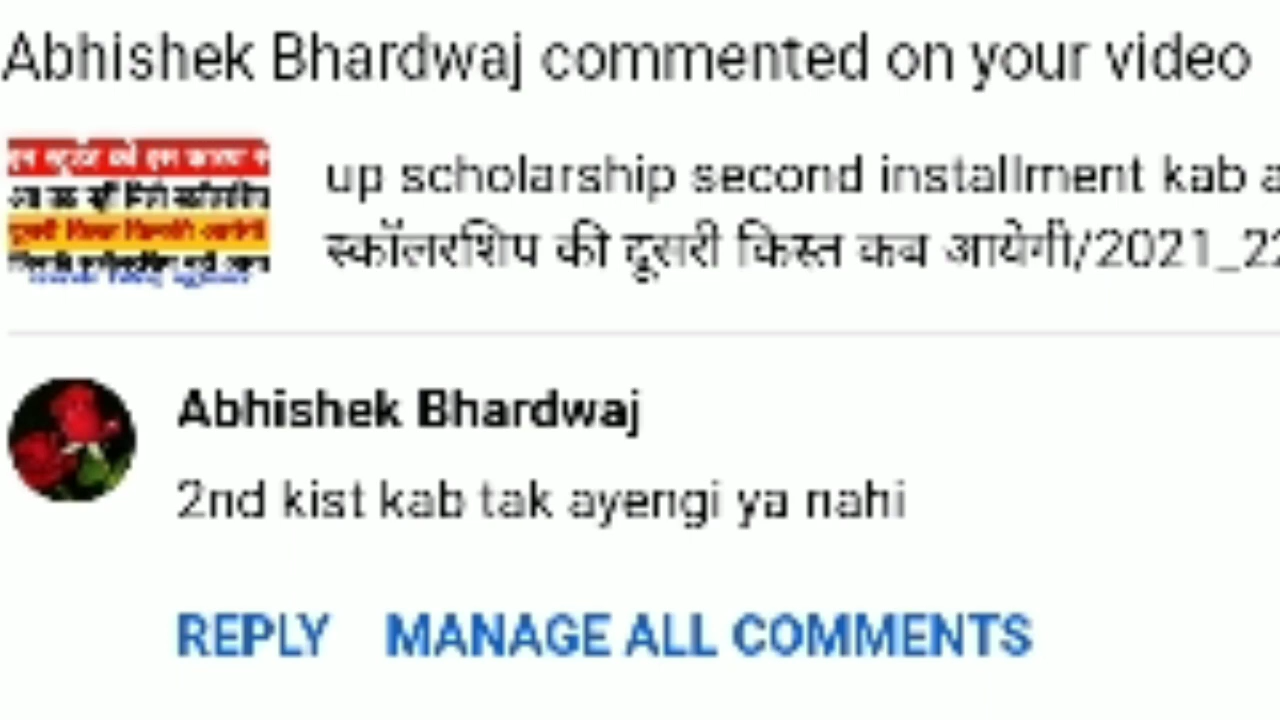 Abhishek Bhardwaj commented on your video
up scholarship second installment kab
स्कॉलरशिप की दूसरी किस्त कब आयेगी/2021_22
Abhishek Bhardwaj
2nd kist kab tak ayengi ya nahi
REPLY MANAGE ALL COMMENTS